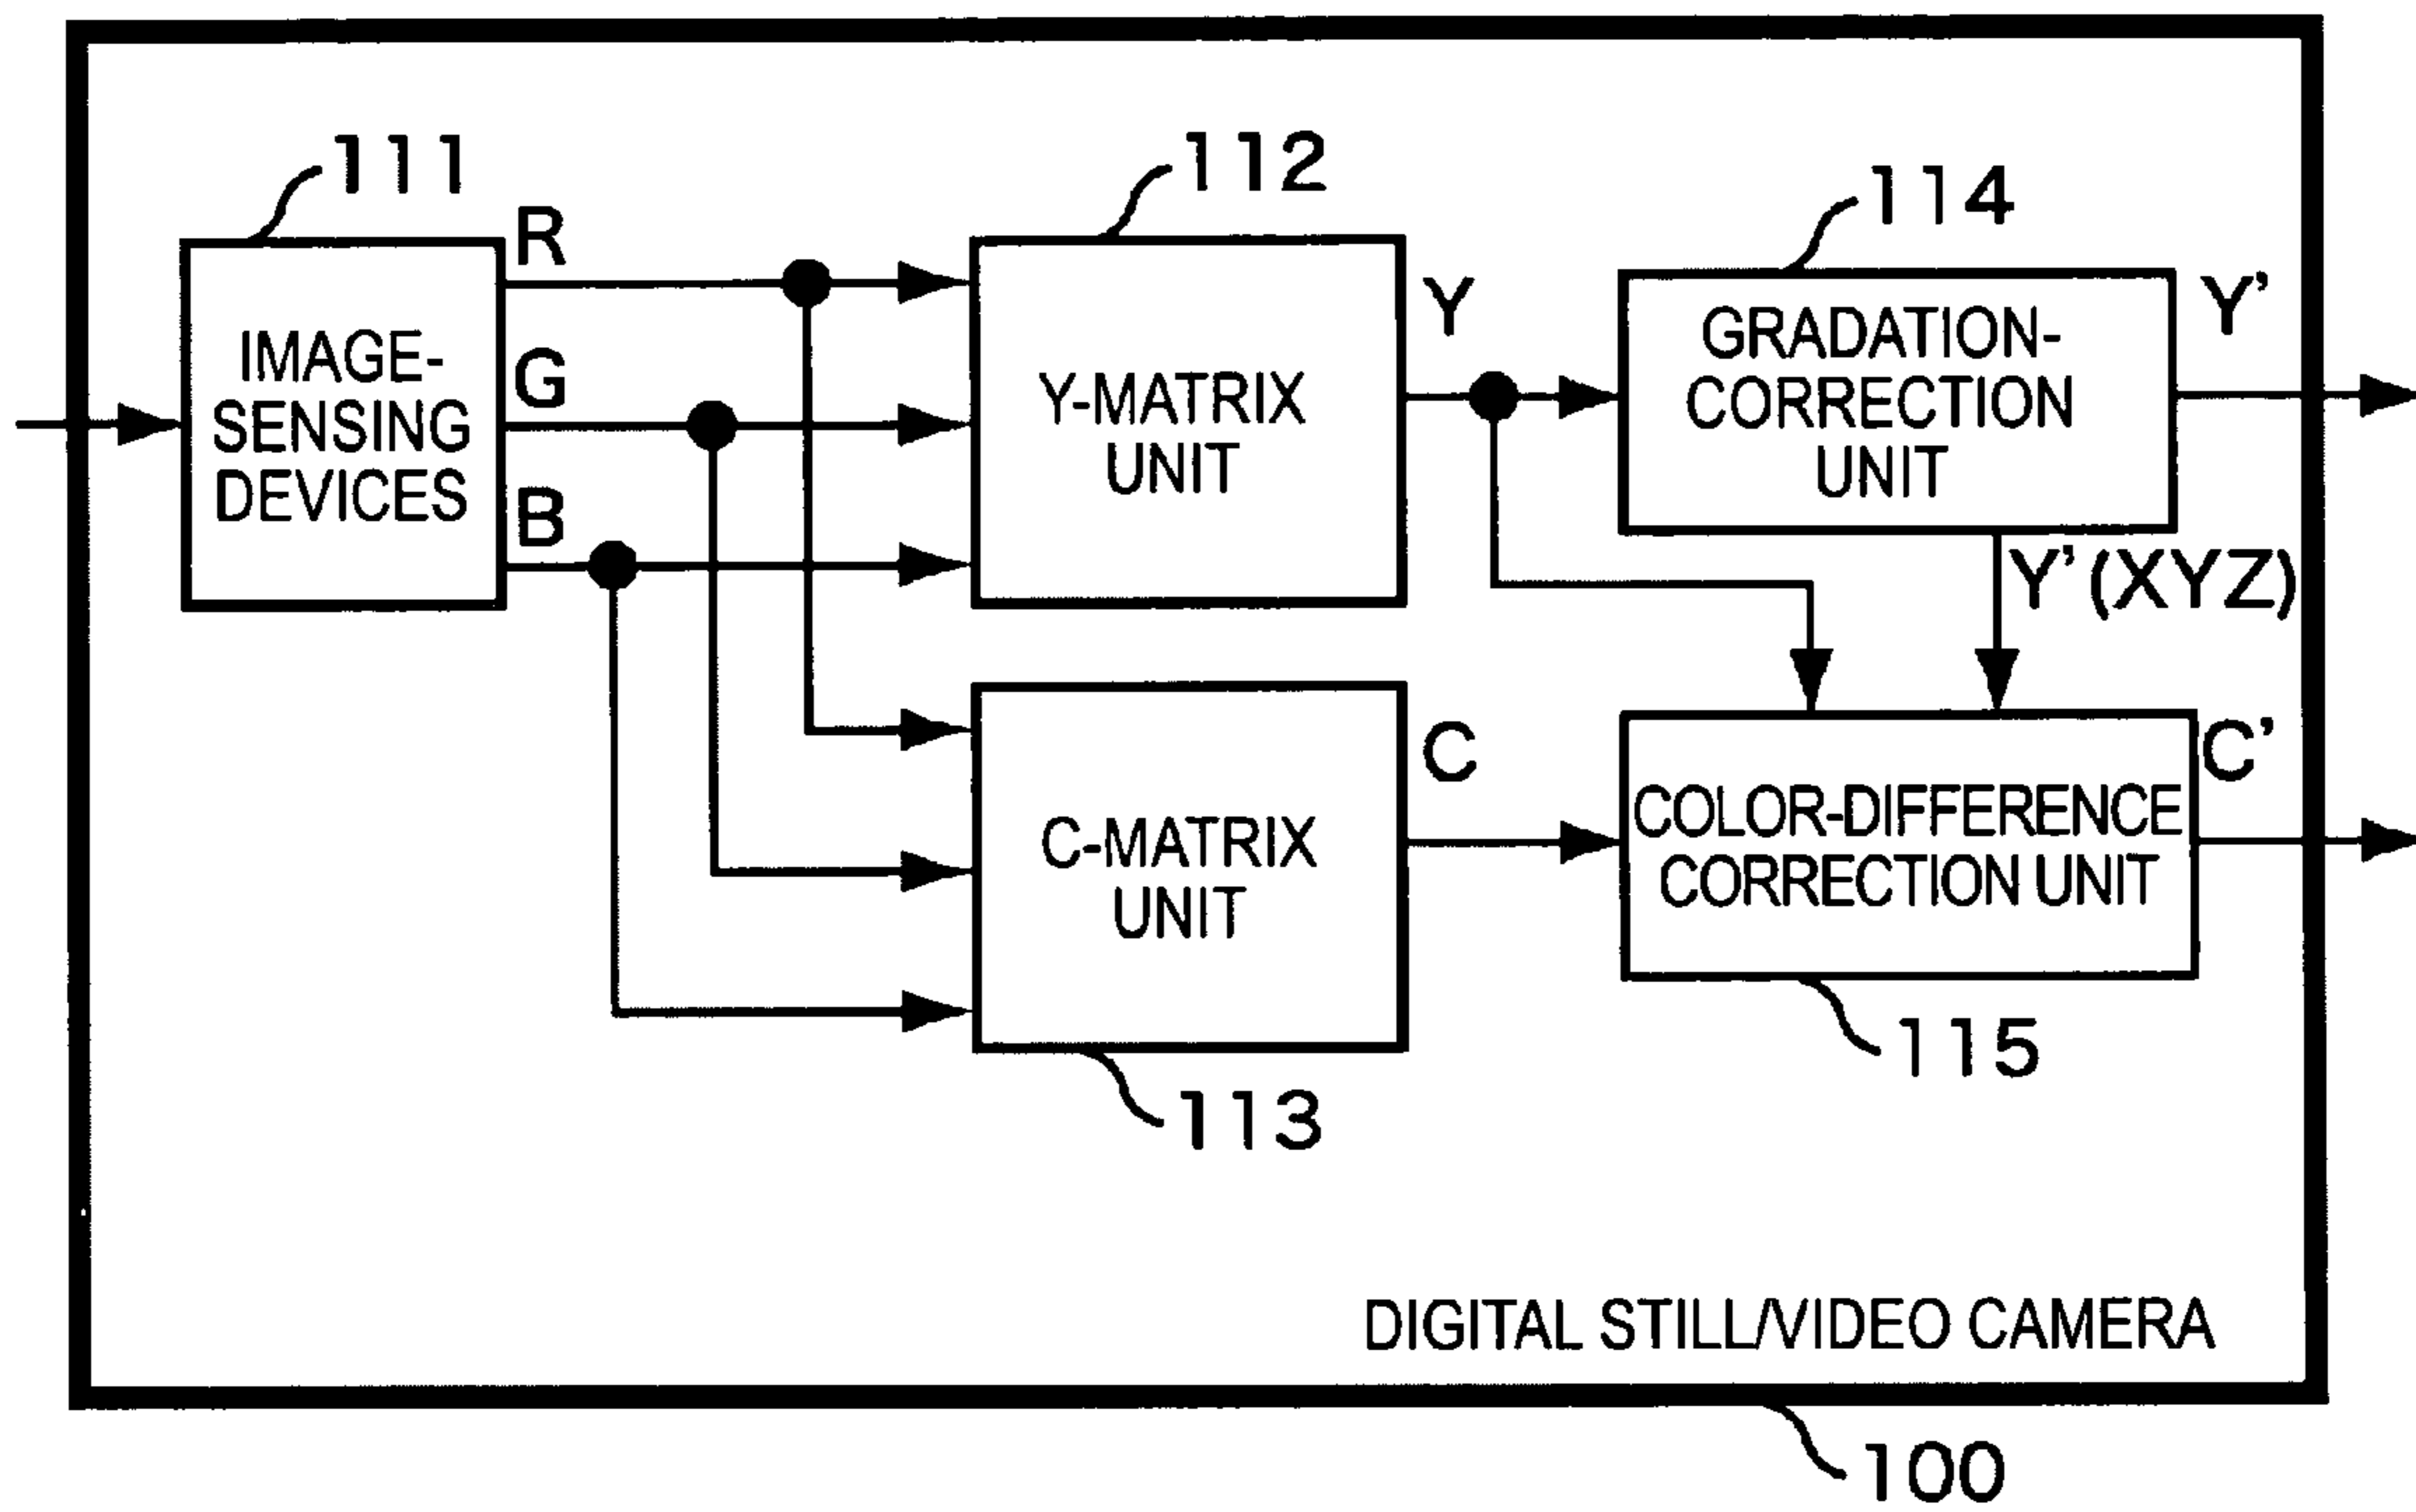 111
R
G
B
IMAGE-
SENSING
DEVICES
112
Y-MATRIX
UNIT
Y
114
GRADATION-
CORRECTION
UNIT
Y'
Y'(XYZ)
C-MATRIX
UNIT
113
C
COLOR-DIFFERENCE
CORRECTION UNIT
C'
115
DIGITAL STILL/VIDEO CAMERA
100